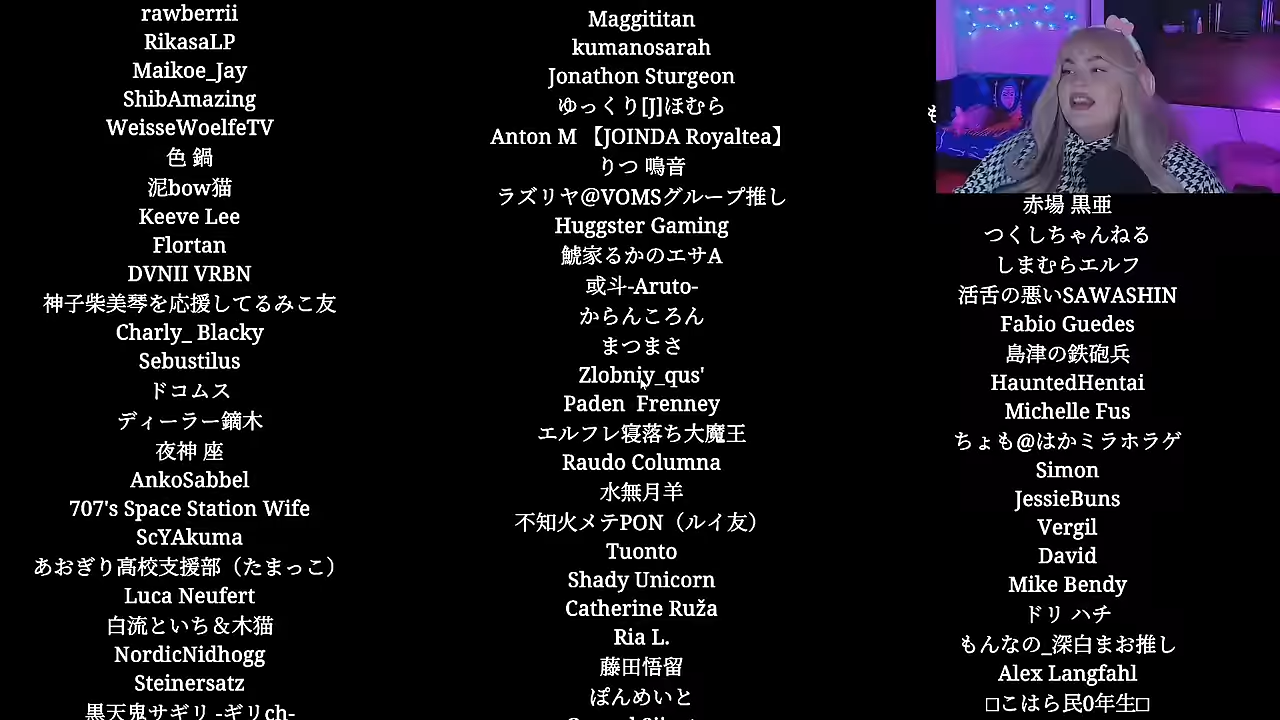 rawberrii
RikasaLP
Maikoe_Jay
ShibAmazing
WeisseWoelfeTV
色 鍋
泥bow猫
Keeve Lee
Flortan
DVNII VRBN
神子柴美琴を応援してるみこ友
Charly_ Blacky
Sebustilus
ドコムス
ディーラー鏑木
夜神 座
AnkoSabbel
707's Space Station Wife
ScYAkuma
あおぎり高校支援部（たまっこ）
Luca Neufert
白流といち＆木猫
NordicNidhogg
Steinersatz
黒天鬼サギリ -ギリch-
Maggititan
kumanosarah
Jonathon Sturgeon
ゆっくり[J]ほむら
Anton M 【JOINDA Royaltea】
りつ 鳴音
ラズリヤ@VOMSグループ推し
Huggster Gaming
鯱家るかのエサA
或斗-Aruto-
からんころん
まつまさ
Zlobniy_qus'
Paden  Frenney
エルフレ寝落ち大魔王
Raudo Columna
水無月羊
不知火メテPON（ルイ友）
Tuonto
Shady Unicorn
Catherine Ruža
Ria L.
藤田悟留
ぽんめいと
赤場 黒亜
つくしちゃんねる
しまむらエルフ
活舌の悪いSAWASHIN
Fabio Guedes
島津の鉄砲兵
HauntedHentai
Michelle Fus
ちょも@はかミラホラゲ
Simon
JessieBuns
Vergil
David
Mike Bendy
ドリ ハチ
もんなの_深白まお推し
Alex Langfahl
□こはら民0年生□